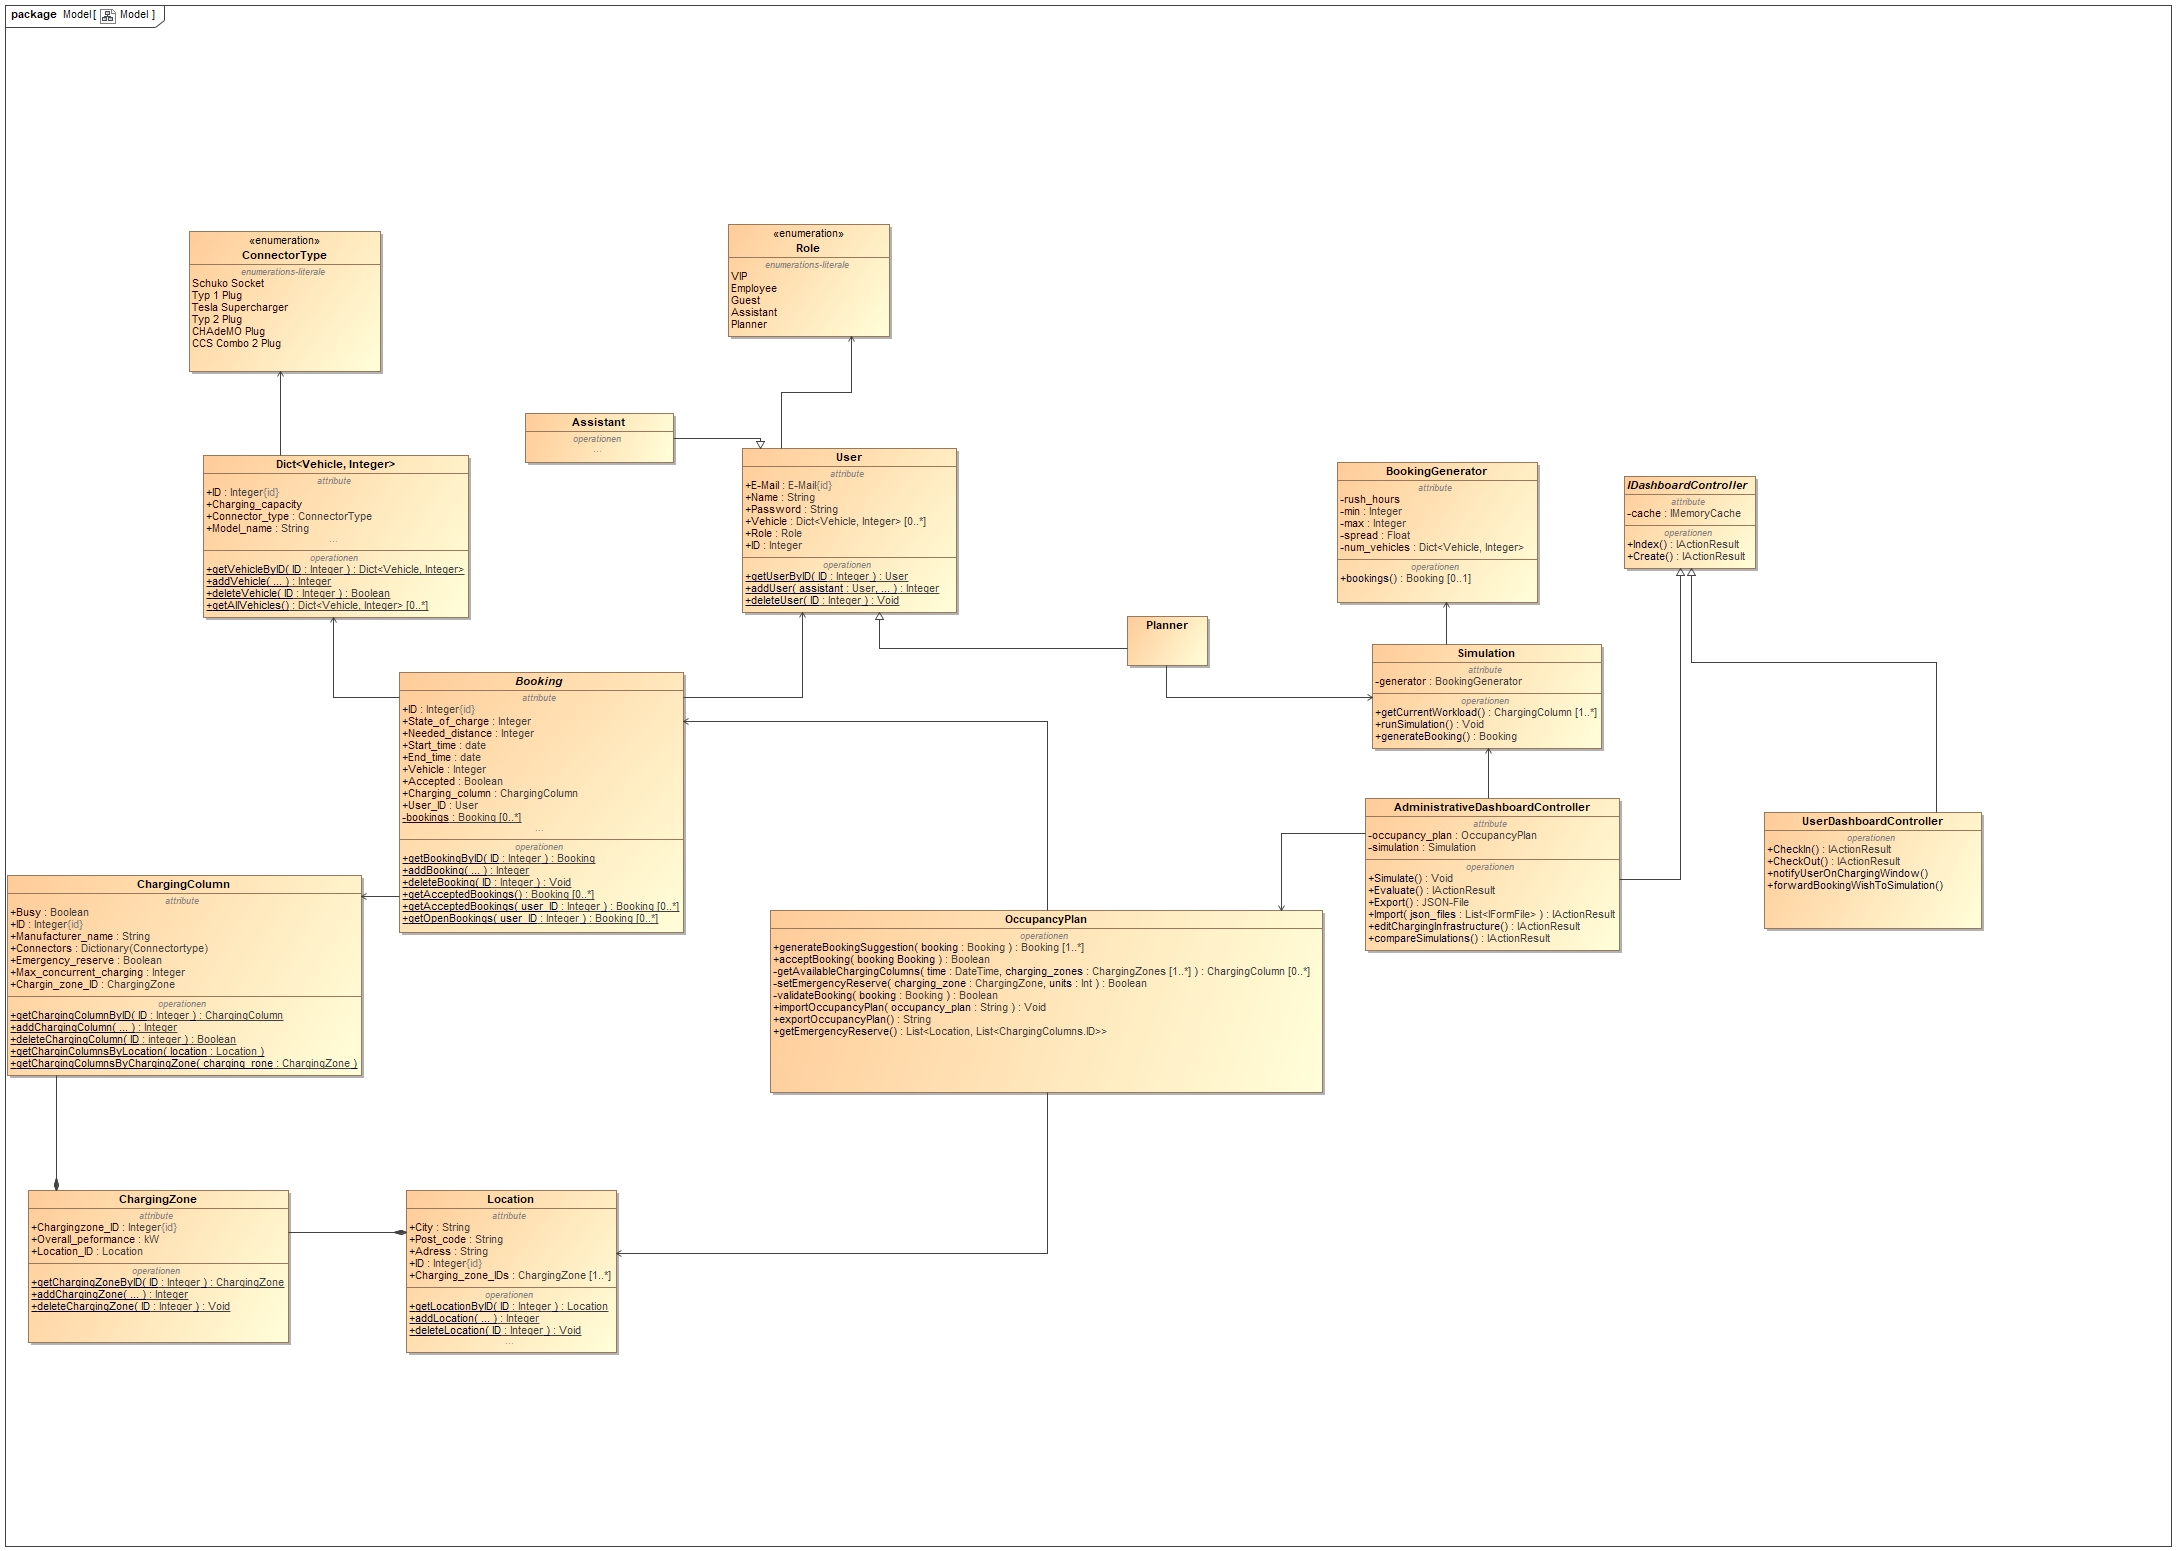 package Model[ Model ]
«enumeration»
ConnectorType
enumerations-literale
Schuko Socket
Typ 1 Plug
Tesla Supercharger
Typ 2 Plug
CHAdeMO Plug
CCS Combo 2 Plug
«enumeration»
Role
enumerations-literale
VIP
Employee
Guest
Assistant
Planner
Assistant
operationen
...
Dict<Vehicle, Integer>
attribute
+ID : Integer{id}
+Charging_capacity
+Connector_type : ConnectorType
+Model_name : String
...
operationen
+getVehicleByID( ID : Integer ) : Dict<Vehicle, Integer>
+addVehicle( ... ) : Integer
+deleteVehicle( ID : Integer ) : Boolean
+getAllVehicles() : Dict<Vehicle, Integer> [0..*]
User
attribute
+E-Mail : E-Mail{id}
+Name : String
+Password : String
+Vehicle : Dict<Vehicle, Integer> [0..*]
+Role : Role
+ID : Integer
operationen
+getUserByID( ID : Integer ) : User
+addUser( assistant : User, ... ) : Integer
+deleteUser( ID : Integer ) : Void
BookingGenerator
attribute
-rush_hours
-min : Integer
-max : Integer
-spread : Float
-num_vehicles : Dict<Vehicle, Integer>
operationen
+bookings() : Booking [0..1]
IDashboardController
attribute
-cache : IMemoryCache
operationen
+Index() : IActionResult
+Create() : IActionResult
Planner
Simulation
attribute
-generator : BookingGenerator
operationen
+getCurrentWorkload() : ChargingColumn [1..*]
+runSimulation() : Void
+generateBooking() : Booking
Booking
attribute
+ID : Integer{id}
+State_of_charge : Integer
+Needed_distance : Integer
+Start_time : date
+End_time : date
+Vehicle : Integer
+Accepted : Boolean
+Charging_column : ChargingColumn
+User_ID : User
-bookings : Booking [0..*]
...
operationen
+getBookingByID( ID : Integer ) : Booking
+addBooking( ... ) : Integer
+deleteBooking( ID : Integer ) : Void
+getAcceptedBookings() : Booking [0..*]
+getAcceptedBookings( user_ID : Integer ) : Booking [0..*]
+getOpenBookings( user_ID : Integer ) : Booking [0..*]
AdministrativeDashboardController
attribute
-occupancy_plan : OccupancyPlan
-simulation : Simulation
operationen
+Simulate() : Void
+Evaluate() : IActionResult
+Export() : JSON-File
+Import( json_files : List<IFormFile> ) : IActionResult
+editChargingInfrastructure() : IActionResult
+compareSimulations() : IActionResult
UserDashboardController
operationen
+CheckIn() : IActionResult
+CheckOut() : IActionResult
+notifyUserOnChargingWindow()
+forwardBookingWishToSimulation()
ChargingColumn
attribute
+Busy : Boolean
+ID : Integer{id}
+Manufacturer_name : String
+Connectors : Dictionary(Connectortype)
+Emergency_reserve : Boolean
+Max_concurrent_charging : Integer
+Chargin_zone_ID : ChargingZone
operationen
+getChargingColumnByID( ID : Integer ) : ChargingColumn
+addChargingColumn( ... ) : Integer
+deleteChargingColumn( ID : integer ) : Boolean
+getCharginColumnsByLocation( location : Location )
+getChargingColumnsByChargingZone( charging_rone : ChargingZone )
OccupancyPlan
operationen
+generateBookingSuggestion( booking : Booking ) : Booking [1..*]
+acceptBooking( booking Booking ) : Boolean
-getAvailableChargingColumns( time : DateTime, charging_zones : ChargingZones [1..*] ) : ChargingColumn [0..*]
-setEmergencyReserve( charging_zone : ChargingZone, units : Int ) : Boolean
-validateBooking( booking : Booking ) : Boolean
+importOccupancyPlan( occupancy_plan : String ) : Void
+exportOccupancyPlan() : String
+getEmergencyReserve() : List<Location, List<ChargingColumns.ID>>
ChargingZone
attribute
+Chargingzone_ID : Integer{id}
+Overall_peformance : kW
+Location_ID : Location
operationen
+getChargingZoneByID( ID : Integer ) : ChargingZone
+addChargingZone( ... ) : Integer
+deleteChargingZone( ID : Integer ) : Void
Location
attribute
+City : String
+Post_code : String
+Adress : String
+ID : Integer{id}
+Charging_zone_IDs : ChargingZone [1..*]
operationen
+getLocationByID( ID : Integer ) : Location
+addLocation( ... ) : Integer
+deleteLocation( ID : Integer ) : Void
...